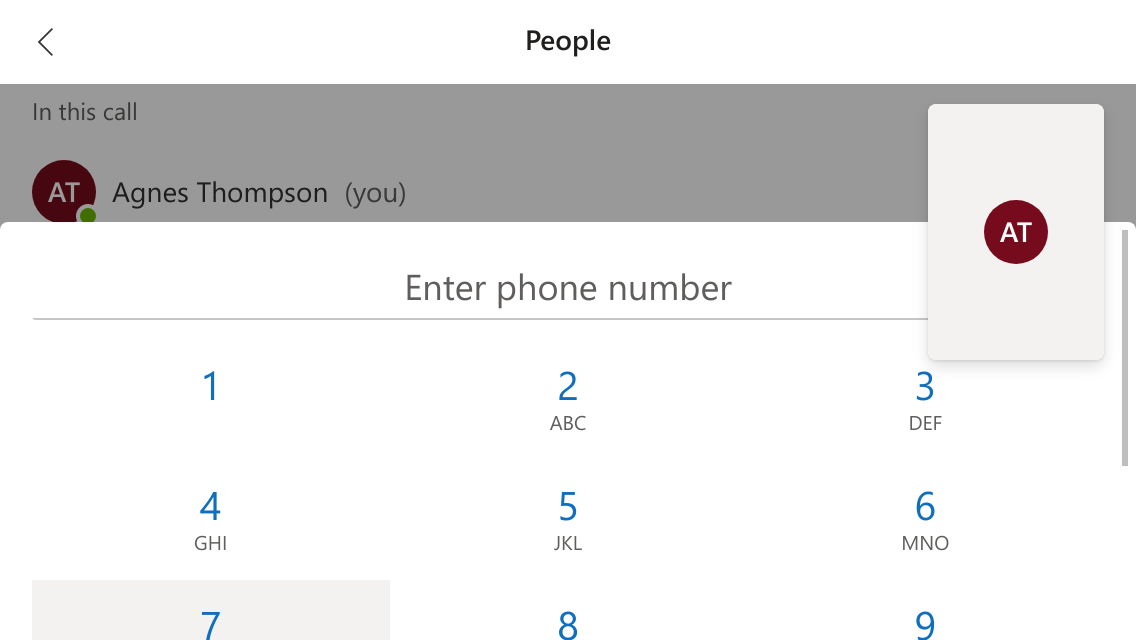 People
In this call
AT Agnes Thompson (you)
AT
Enter phone number
1 2 3
ABC DEF
4 5 6
GHI JKL MNO
7 8 9